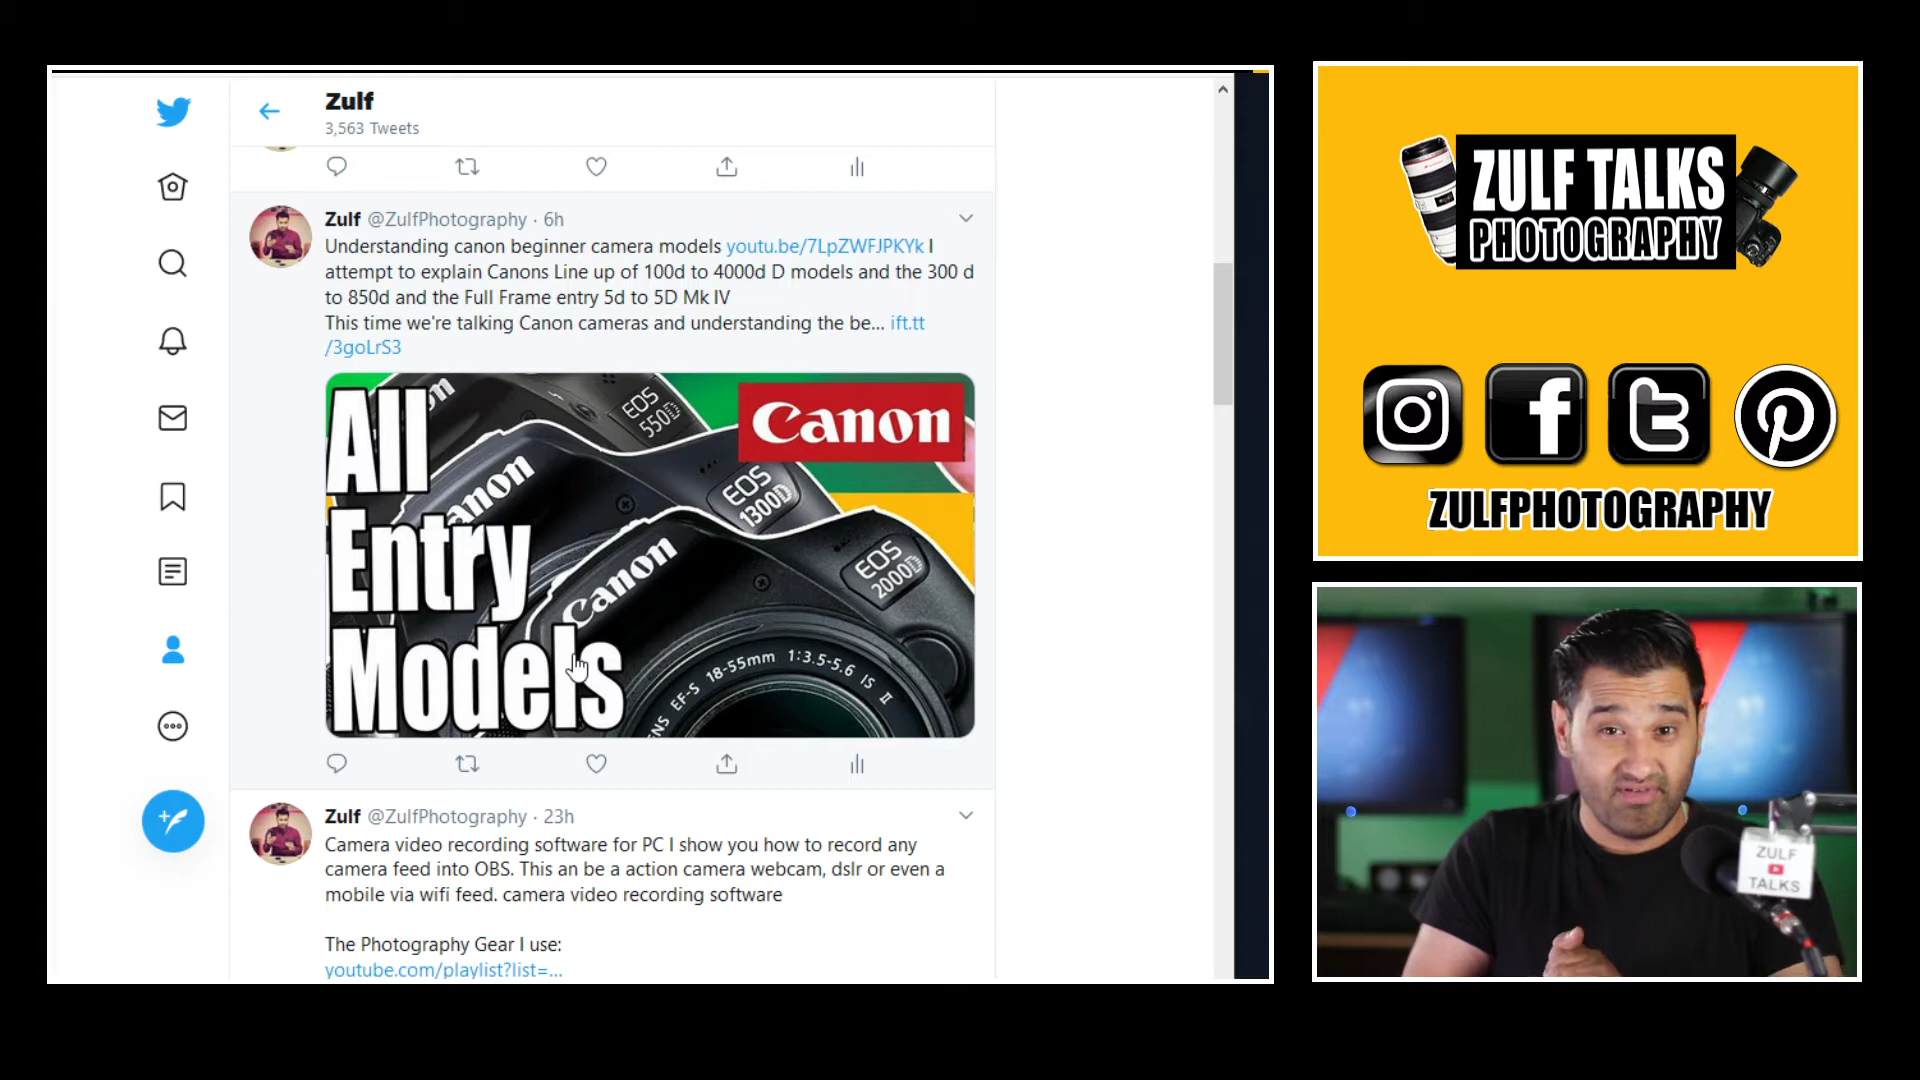 Zulf
3,563 Tweets
Zulf @ZulfPhotography · 6h
Understanding canon beginner camera models youtu.be/7LpZWFJPKYk I
attempt to explain Canons Line up of 100d to 4000d D models and the 300 d
to 850d and the Full Frame entry 5d to 5D Mk IV
This time we're talking Canon cameras and understanding the be... ift.tt
/3goLrS3
All
Entry
Models
Canon
EOS
550D
Canon
EOS
1300D
Canon
EOS
2000D
EF-S 18-55mm 1:3.5-5.6 IS II
Zulf @ZulfPhotography · 23h
Camera video recording software for PC I show you how to record any
camera feed into OBS. This an be a action camera webcam, dslr or even a
mobile via wifi feed. camera video recording software
The Photography Gear I use:
youtube.com/playlist?list=...
ZULF TALKS
PHOTOGRAPHY
ZULFPHOTOGRAPHY
ZULF
TALKS